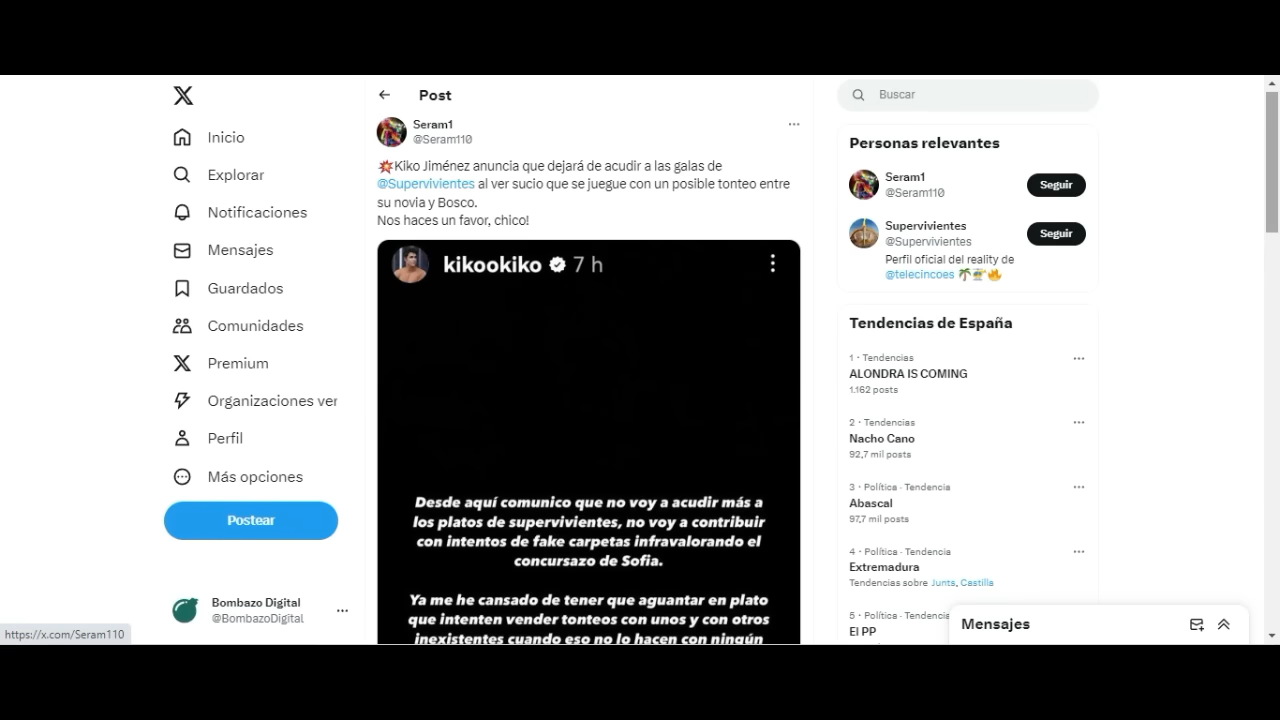 Inicio
Explorar
Notificaciones
Mensajes
Guardados
Comunidades
Premium
Organizaciones ver
Perfil
Más opciones
Postear
Bombazo Digital
@BombazoDigital
https://x.com/Seram110
Post
Seram1
@Seram110
💥Kiko Jiménez anuncia que dejará de acudir a las galas de
@Supervivientes al ver sucio que se juegue con un posible tonteo entre
su novia y Bosco.
Nos haces un favor, chico!
kikookiko 7 h
Desde aquí comunico que no voy a acudir más a
los platos de supervivientes, no voy a contribuir
con intentos de fake carpetas infravalorando el
concursazo de Sofia.
Ya me he cansado de tener que aguantar en plato
que intenten vender tonteos con unos y con otros
inexistentes cuando eso no lo hacen con ningún
Buscar
Personas relevantes
Seram1
@Seram110
Seguir
Supervivientes
@Supervivientes
Seguir
Perfil oficial del reality de
@telecincoes 🌴🏝🔥
Tendencias de España
1 · Tendencias
ALONDRA IS COMING
1.162 posts
2 · Tendencias
Nacho Cano
92,7 mil posts
3 · Política · Tendencia
Abascal
97,7 mil posts
4 · Política · Tendencia
Extremadura
Tendencias sobre Junts, Castilla
5 · Política · Tendencia
El PP
Mensajes